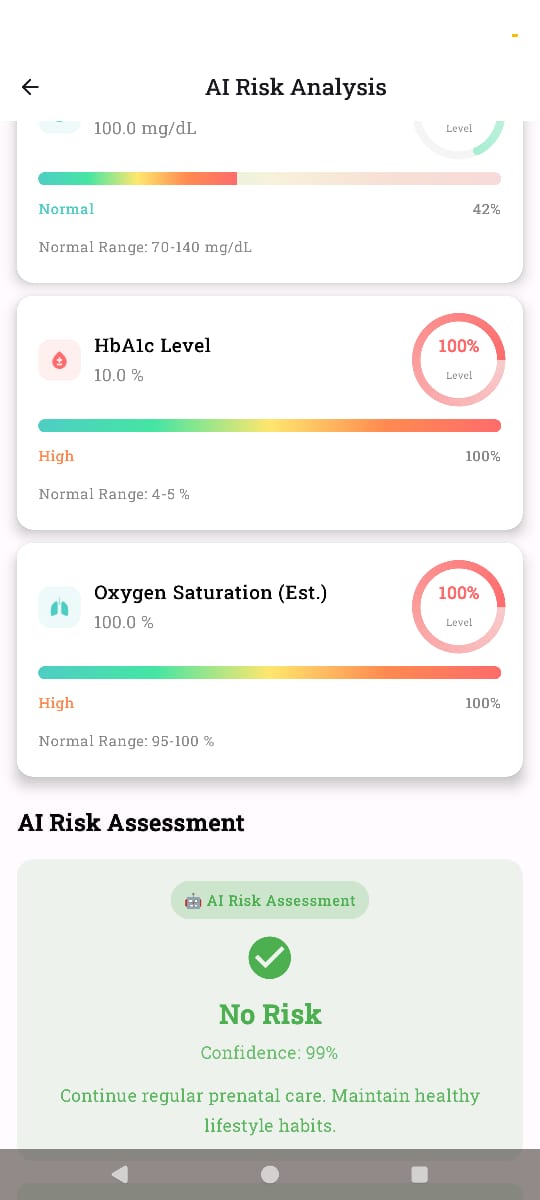 AI Risk Analysis
100.0 mg/dL
Level
Normal
42%
Normal Range: 70-140 mg/dL
HbA1c Level
10.0 %
100%
Level
High
100%
Normal Range: 4-5 %
Oxygen Saturation (Est.)
100.0 %
100%
Level
High
100%
Normal Range: 95-100 %
AI Risk Assessment
🤖 AI Risk Assessment
No Risk
Confidence: 99%
Continue regular prenatal care. Maintain healthy
lifestyle habits.